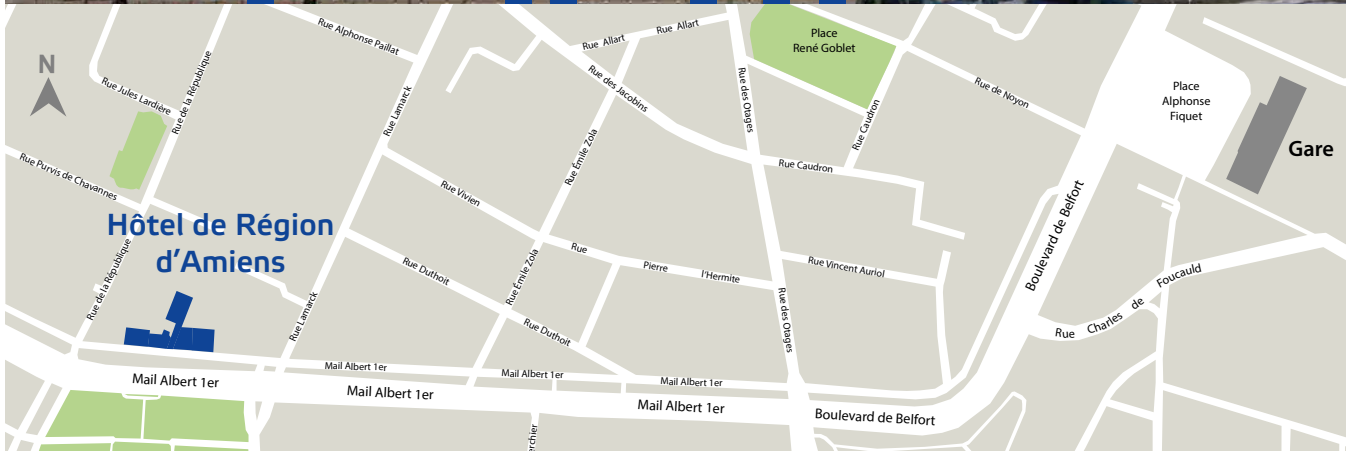 Rue Alphonse Paillat
Rue Allart
Rue Allart
Place
René Goblet
N
Rue Jules Lardière
Rue de la République
Rue Lamarck
Rue des Jacobins
Rue des Otages
Rue de Noyon
Place
Alphonse
Fiquet
Gare
Rue Caudron
Rue Caudron
Rue Émile Zola
Rue Purvis de Chavannes
Rue Vivien
Hôtel de Région
d'Amiens
Rue de la République
Rue Duthoit
Rue Émile Zola
Rue
Pierre
l'Hermite
Rue Vincent Auriol
Boulevard de Belfort
Rue Charles de Foucauld
Rue Lamarck
Rue Duthoit
Rue des Otages
Mail Albert 1er
Mail Albert 1er
Mail Albert 1er
Mail Albert 1er
Mail Albert 1er
Mail Albert 1er
Boulevard de Belfort